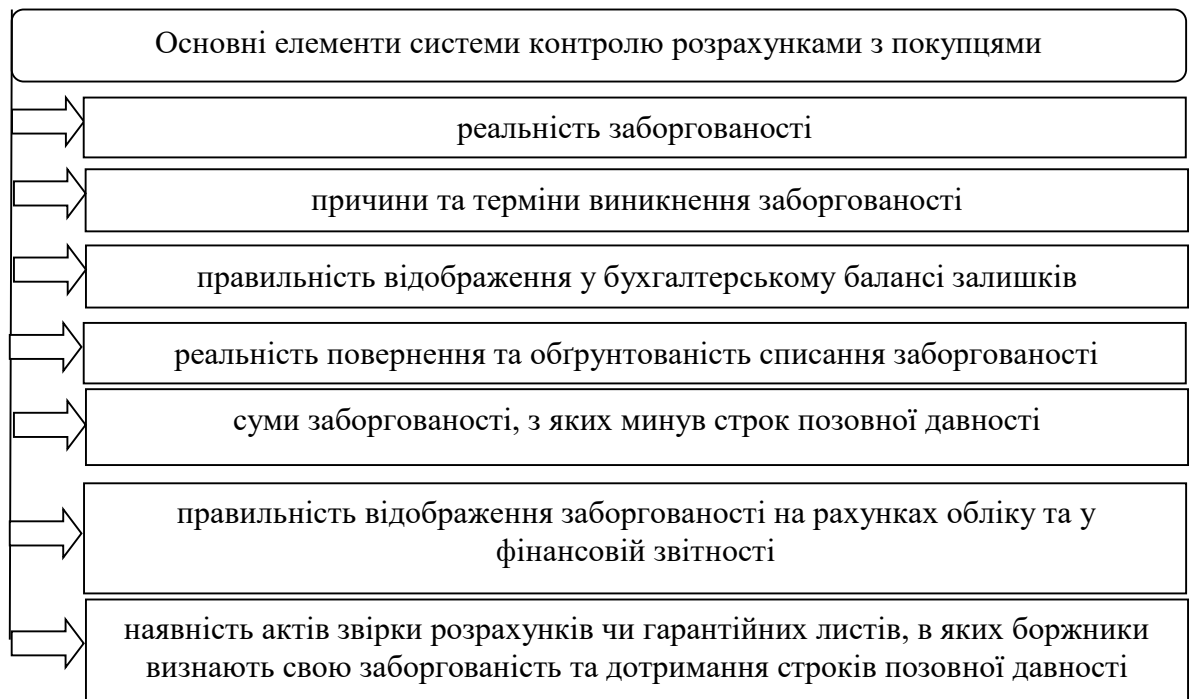 Основні елементи системи контролю розрахунками з покупцями
реальність заборгованості
причини та терміни виникнення заборгованості
правильність відображення у бухгалтерському балансі залишків
реальність повернення та обґрунтованість списання заборгованості
суми заборгованості, з яких минув строк позовної давності
правильність відображення заборгованості на рахунках обліку та у
фінансовій звітності
наявність актів звірки розрахунків чи гарантійних листів, в яких боржники
визнають свою заборгованість та дотримання строків позовної давності